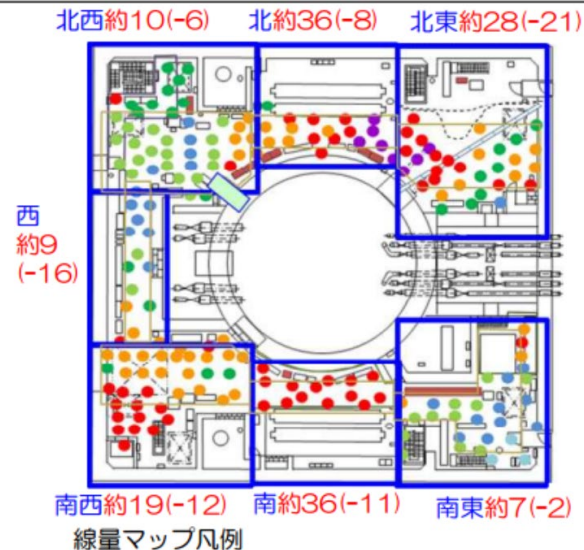 北西約10(-6)
北約36(-8)
北東約28(-21)
西
約9
(-16)
南西約19(-12)
南約36(-11)
南東約7(-2)
線量マップ凡例